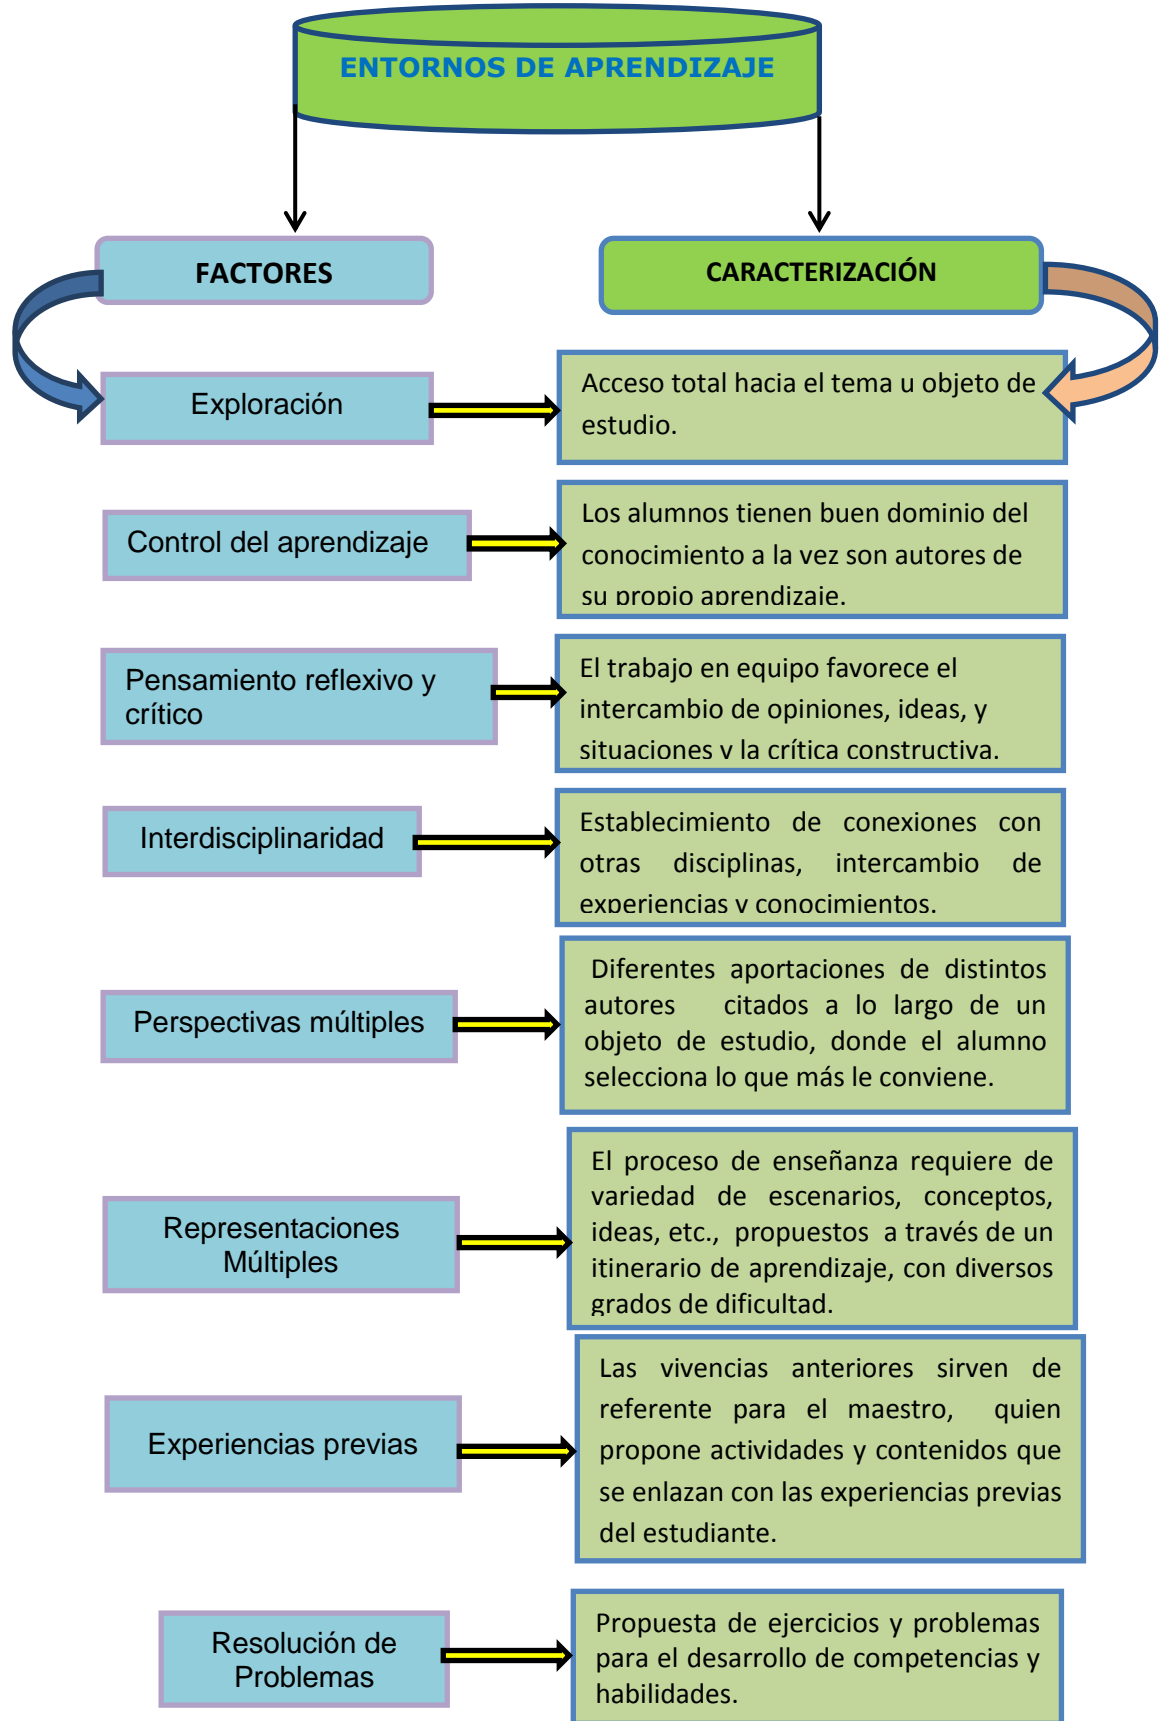 ENTORNOS DE APRENDIZAJE
FACTORES
CARACTERIZACIÓN
Exploración
Acceso total hacia el tema u objeto de
estudio.
Control del aprendizaje
Los alumnos tienen buen dominio del
conocimiento a la vez son autores de
su propio aprendizaje.
Pensamiento reflexivo y
crítico
El trabajo en equipo favorece el
intercambio de opiniones, ideas, y
situaciones y la crítica constructiva.
Interdisciplinaridad
Establecimiento de conexiones con
otras disciplinas, intercambio de
experiencias y conocimientos.
Perspectivas múltiples
Diferentes aportaciones de distintos
autores citados a lo largo de un
objeto de estudio, donde el alumno
selecciona lo que más le conviene.
Representaciones
Múltiples
El proceso de enseñanza requiere de
variedad de escenarios, conceptos,
ideas, etc., propuestos a través de un
itinerario de aprendizaje, con diversos
grados de dificultad.
Experiencias previas
Las vivencias anteriores sirven de
referente para el maestro, quien
propone actividades y contenidos que
se enlazan con las experiencias previas
del estudiante.
Resolución de
Problemas
Propuesta de ejercicios y problemas
para el desarrollo de competencias y
habilidades.